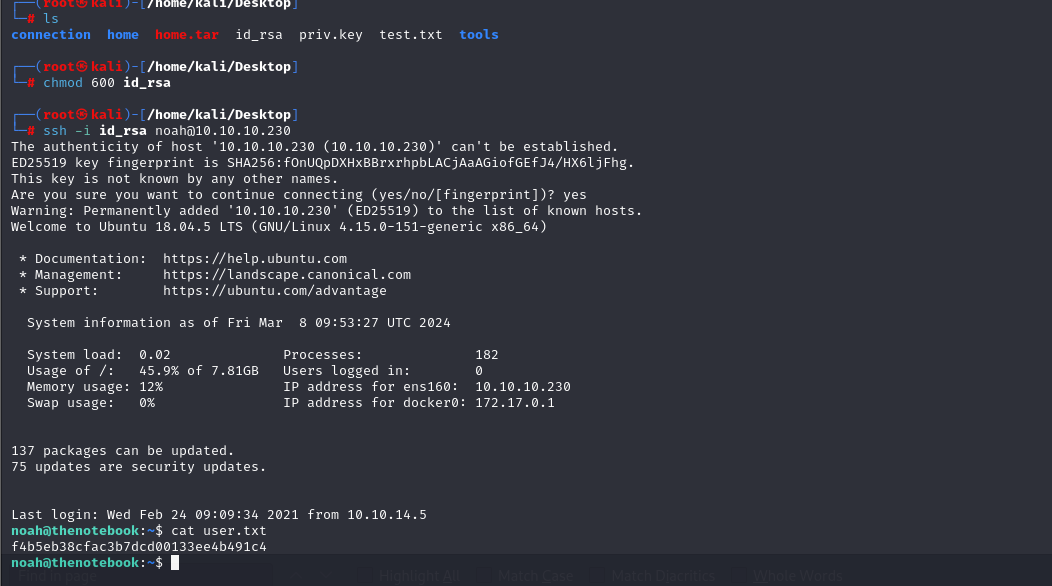 ┌──(root㉿kali)-[/home/kali/Desktop]
└─# ls
connection  home  home.tar  id_rsa  priv.key  test.txt  tools
┌──(root㉿kali)-[/home/kali/Desktop]
└─# chmod 600 id_rsa
┌──(root㉿kali)-[/home/kali/Desktop]
└─# ssh -i id_rsa noah@10.10.10.230
The authenticity of host '10.10.10.230 (10.10.10.230)' can't be established.
ED25519 key fingerprint is SHA256:fOnUQpDXHxBBrxrhpbLACjAaAGiofGEfJ4/HX6ljFhg.
This key is not known by any other names.
Are you sure you want to continue connecting (yes/no/[fingerprint])? yes
Warning: Permanently added '10.10.10.230' (ED25519) to the list of known hosts.
Welcome to Ubuntu 18.04.5 LTS (GNU/Linux 4.15.0-151-generic x86_64)
 * Documentation:  https://help.ubuntu.com
 * Management:     https://landscape.canonical.com
 * Support:        https://ubuntu.com/advantage
  System information as of Fri Mar  8 09:53:27 UTC 2024
  System load:  0.02              Processes:              182
  Usage of /:   45.9% of 7.81GB   Users logged in:        0
  Memory usage: 12%               IP address for ens160:  10.10.10.230
  Swap usage:   0%                IP address for docker0: 172.17.0.1
137 packages can be updated.
75 updates are security updates.
Last login: Wed Feb 24 09:09:34 2021 from 10.10.14.5
noah@thenotebook:~$ cat user.txt
f4b5eb38cfac3b7dcd00133ee4b491c4
noah@thenotebook:~$
Find in page Highlight All Match Case Match Diacritics Whole Words